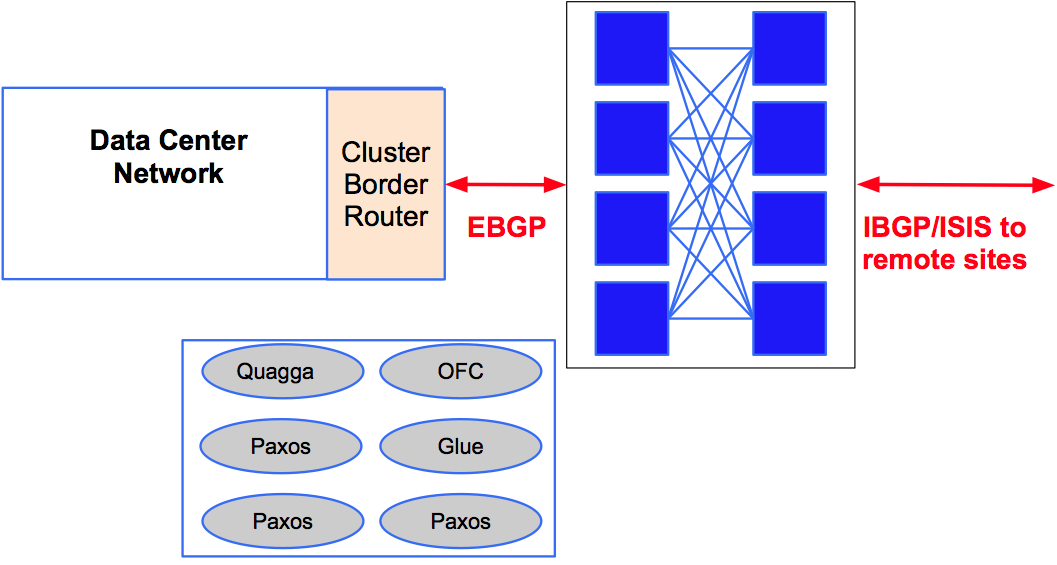 Data Center
Network
Cluster
Border
Router
EBGP
IBGP/ISIS to
remote sites
Quagga
OFC
Paxos
Glue
Paxos
Paxos